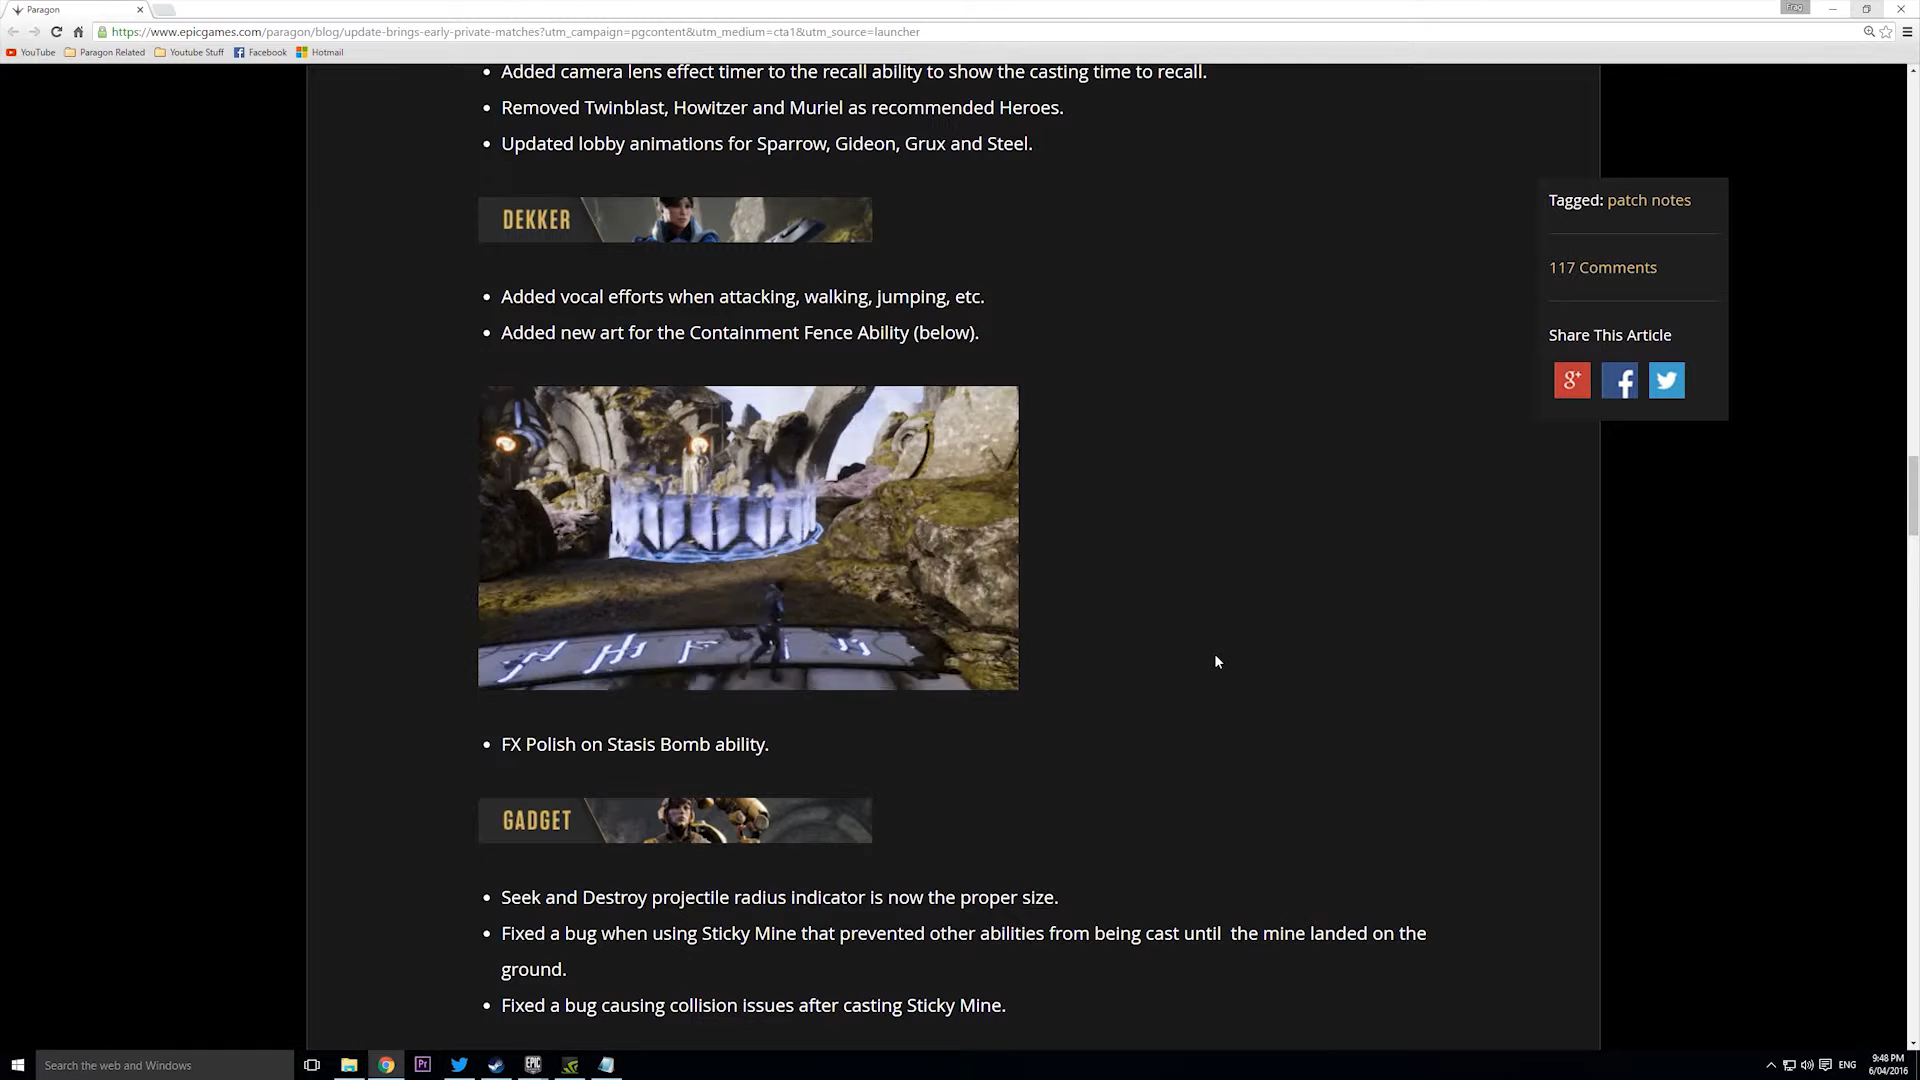 Paragon
Frag
https://www.epicgames.com/paragon/blog/update-brings-early-private-matches?utm_campaign=pgcontent&utm_medium=cta1&utm_source=launcher
YouTube Paragon Related Youtube Stuff Facebook Hotmail
• Added camera lens effect timer to the recall ability to show the casting time to recall.
• Removed Twinblast, Howitzer and Muriel as recommended Heroes.
• Updated lobby animations for Sparrow, Gideon, Grux and Steel.
DEKKER
• Added vocal efforts when attacking, walking, jumping, etc.
• Added new art for the Containment Fence Ability (below).
• FX Polish on Stasis Bomb ability.
GADGET
• Seek and Destroy projectile radius indicator is now the proper size.
• Fixed a bug when using Sticky Mine that prevented other abilities from being cast until the mine landed on the
ground.
• Fixed a bug causing collision issues after casting Sticky Mine.
Tagged: patch notes
117 Comments
Share This Article
g+ f
Search the web and Windows
Pr
EPIC
ENG
9:48 PM
6/04/2016